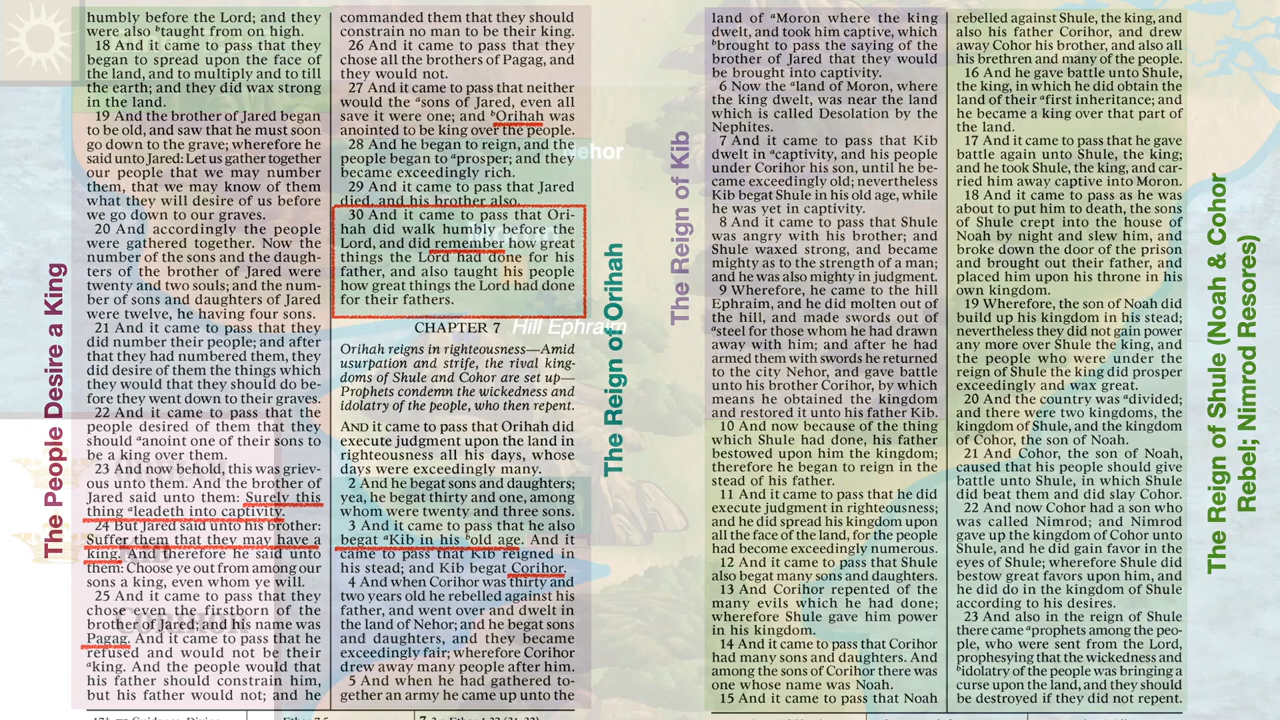 The People Desire a King
humbly before the Lord; and they
were also ᵇtaught from on high.
18 And it came to pass that they
began to spread upon the face of
the land, and to multiply and to till
the earth; and they did wax strong
in the land.
19 And the brother of Jared began
to be old, and saw that he must soon
go down to the grave; wherefore he
said unto Jared: Let us gather together
our people that we may number
them, that we may know of them
what they will desire of us before
we go down to our graves.
20 And accordingly the people
were gathered together. Now the
number of the sons and the daugh-
ters of the brother of Jared were
twenty and two souls; and the num-
ber of sons and daughters of Jared
were twelve, he having four sons.
21 And it came to pass that they
did number their people; and after
that they had numbered them, they
did desire of them the things which
they would that they should do be-
fore they went down to their graves.
22 And it came to pass that the
people desired of them that they
should ᵃanoint one of their sons to
be a king over them.
23 And now behold, this was griev-
ous unto them. And the brother of
Jared said unto them: Surely this
thing ᵃleadeth into captivity.
24 But Jared said unto his brother:
Suffer them that they may have a
king. And therefore he said unto
them: Choose ye out from among our
sons a king, even whom ye will.
25 And it came to pass that they
chose even the firstborn of the
brother of Jared; and his name was
Pagag. And it came to pass that he
refused and would not be their
ᵃking. And the people would that
his father should constrain him,
but his father would not; and he
commanded them that they should
constrain no man to be their king.
26 And it came to pass that they
chose all the brothers of Pagag, and
they would not.
27 And it came to pass that neither
would the ᵃsons of Jared, even all
save it were one; and ᵇOrihah was
anointed to be king over the people.
28 And he began to reign, and the
people began to ᵃprosper; and they
became exceedingly rich.
29 And it came to pass that Jared
died, and his brother also.
30 And it came to pass that Ori-
hah did walk humbly before the
Lord, and did remember how great
things the Lord had done for his
father, and also taught his people
how great things the Lord had done
for their fathers.
CHAPTER 7
Orihah reigns in righteousness—Amid
usurpation and strife, the rival king-
doms of Shule and Cohor are set up—
Prophets condemn the wickedness and
idolatry of the people, who then repent.
AND it came to pass that Orihah did
execute judgment upon the land in
righteousness all his days, whose
days were exceedingly many.
2 And he begat sons and daughters;
yea, he begat thirty and one, among
whom were twenty and three sons.
3 And it came to pass that he also
begat ᵃKib in his ᵇold age. And it
came to pass that Kib reigned in
his stead; and Kib begat Corihor.
4 And when Corihor was thirty and
two years old he rebelled against his
father, and went over and dwelt in
the land of Nehor; and he begat sons
and daughters, and they became
exceedingly fair, wherefore Corihor
drew away many people after him.
5 And when he had gathered to-
gether an army he came up unto the
Nehor
Hill Ephraim
The Reign of Orihah
The Reign of Kib
land of ᵃMoron where the king
dwelt, and took him captive, which
ᵇbrought to pass the saying of the
brother of Jared that they would
be brought into captivity.
6 Now the ᵃland of Moron, where
the king dwelt, was near the land
which is called Desolation by the
Nephites.
7 And it came to pass that Kib
dwelt in ᵃcaptivity, and his people
under Corihor his son, until he be-
came exceedingly old; nevertheless
Kib begat Shule in his old age, while
he was yet in captivity.
8 And it came to pass that Shule
was angry with his brother; and
Shule waxed strong, and became
mighty as to the strength of a man;
and he was also mighty in judgment.
9 Wherefore, he came to the hill
Ephraim, and he did molten out of
the hill, and made swords out of
ᵃsteel for those whom he had drawn
away with him; and after he had
armed them with swords he returned
to the city Nehor, and gave battle
unto his brother Corihor, by which
means he obtained the kingdom
and restored it unto his father Kib.
10 And now because of the thing
which Shule had done, his father
bestowed upon him the kingdom;
therefore he began to reign in the
stead of his father.
11 And it came to pass that he did
execute judgment in righteousness;
and he did spread his kingdom upon
all the face of the land, for the people
had become exceedingly numerous.
12 And it came to pass that Shule
also begat many sons and daughters.
13 And Corihor repented of the
many evils which he had done;
wherefore Shule gave him power
in his kingdom.
14 And it came to pass that Corihor
had many sons and daughters. And
among the sons of Corihor there was
one whose name was Noah.
15 And it came to pass that Noah
rebelled against Shule, the king, and
also his father Corihor, and drew
away Cohor his brother, and also all
his brethren and many of the people.
16 And he gave battle unto Shule,
the king, in which he did obtain the
land of their ᵃfirst inheritance; and
he became a king over that part of
the land.
17 And it came to pass that he gave
battle again unto Shule, the king;
and he took Shule, the king, and car-
ried him away captive into Moron.
18 And it came to pass as he was
about to put him to death, the sons
of Shule crept into the house of
Noah by night and slew him, and
broke down the door of the prison
and brought out their father, and
placed him upon his throne in his
own kingdom.
19 Wherefore, the son of Noah did
build up his kingdom in his stead;
nevertheless they did not gain power
any more over Shule the king, and
the people who were under the
reign of Shule the king did prosper
exceedingly and wax great.
20 And the country was ᵃdivided;
and there were two kingdoms, the
kingdom of Shule, and the kingdom
of Cohor, the son of Noah.
21 And Cohor, the son of Noah,
caused that his people should give
battle unto Shule, in which Shule
did beat them and did slay Cohor.
22 And now Cohor had a son who
was called Nimrod; and Nimrod
gave up the kingdom of Cohor unto
Shule, and he did gain favor in the
eyes of Shule; wherefore Shule did
bestow great favors upon him, and
he did do in the kingdom of Shule
according to his desires.
23 And also in the reign of Shule
there came ᵃprophets among the peo-
ple, who were sent from the Lord,
prophesying that the wickedness and
ᵇidolatry of the people was bringing a
curse upon the land, and they should
be destroyed if they did not repent.
The Reign of Shule (Noah & Cohor
Rebel; Nimrod Resores)